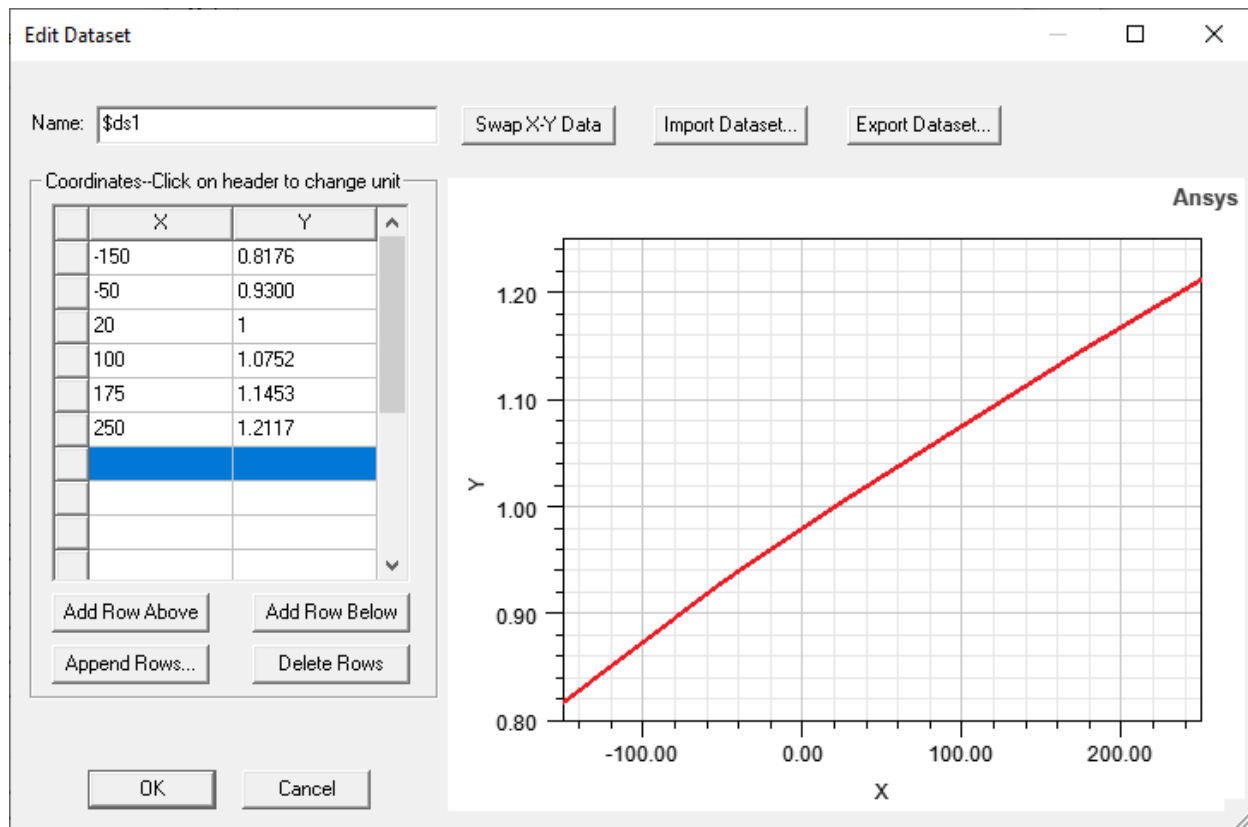 Edit Dataset
Name: $ds1 Swap X-Y Data Import Dataset... Export Dataset...
Coordinates--Click on header to change unit
X Y
-150 0.8176
-50 0.9300
20 1
100 1.0752
175 1.1453
250 1.2117
Add Row Above Add Row Below
Append Rows... Delete Rows
OK Cancel
Ansys
1.20
1.10
1.00
0.90
0.80
Y
-100.00 0.00 100.00 200.00
X